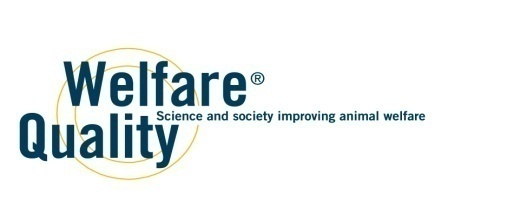 Welfare®
Science and society improving animal welfare
Quality